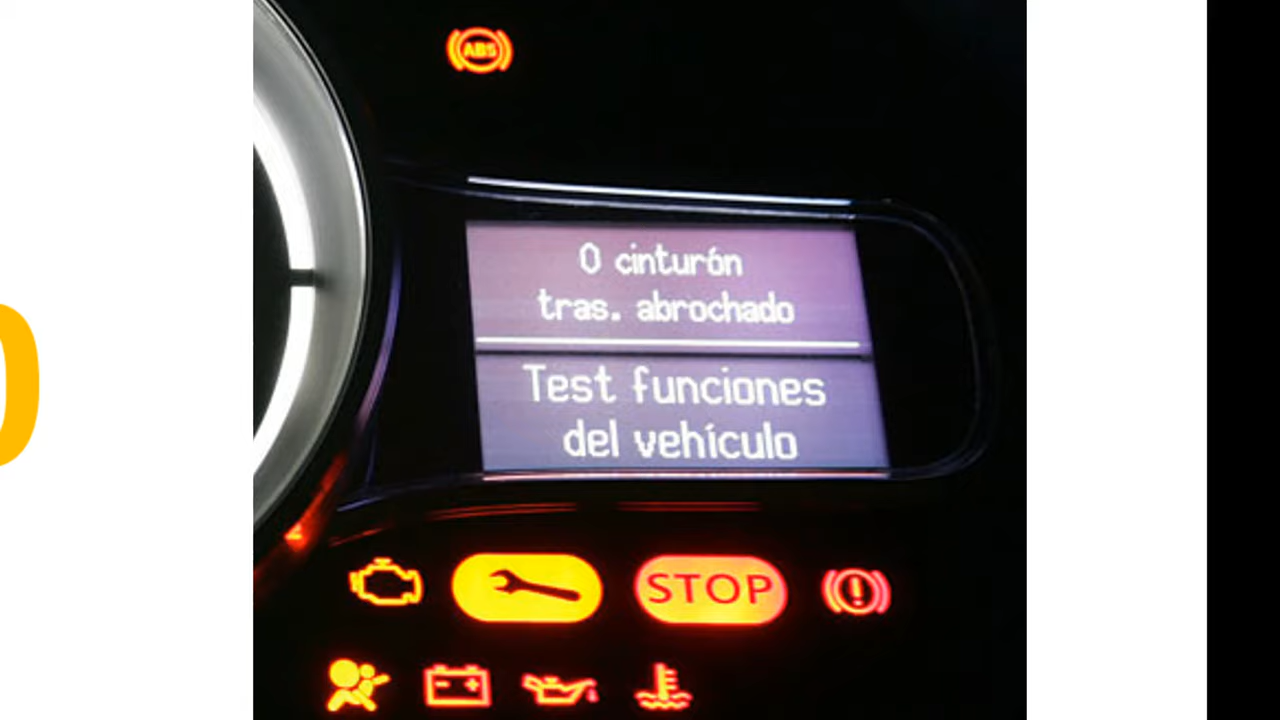 ABS
0 cinturón
tras. abrochado
Test funciones
del vehículo
STOP